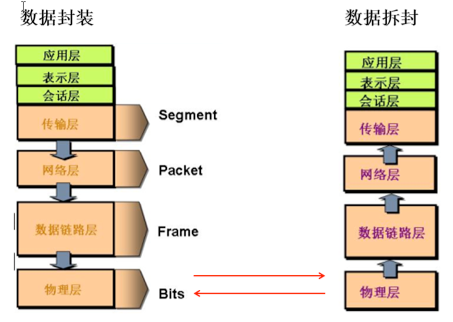 数据封装
应用层
表示层
会话层
传输层
Segment
网络层
Packet
数据链路层
Frame
物理层
Bits
数据拆封
应用层
表示层
会话层
传输层
网络层
数据链路层
物理层